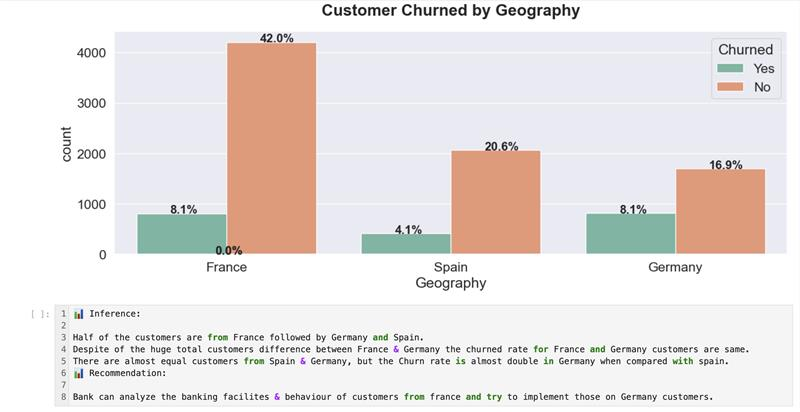 Customer Churned by Geography
42.0%
4000
Churned
Yes
No
3000
count
20.6%
2000
16.9%
1000
8.1%
4.1%
8.1%
0.0%
0
France
Spain
Germany
Geography
[ ]:
1 📊 Inference:
2
3 Half of the customers are from France followed by Germany and Spain.
4 Despite of the huge total customers difference between France & Germany the churned rate for France and Germany customers are same.
5 There are almost equal customers from Spain & Germany, but the Churn rate is almost double in Germany when compared with spain.
6 📊 Recommendation:
7
8 Bank can analyze the banking facilites & behaviour of customers from france and try to implement those on Germany customers.